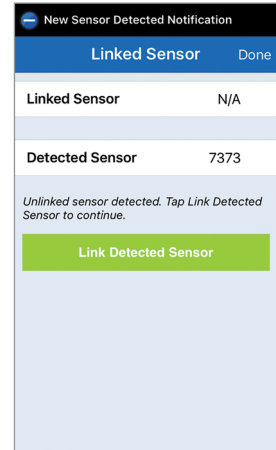 New Sensor Detected Notification
Linked Sensor Done
Linked Sensor N/A
Detected Sensor 7373
Unlinked sensor detected. Tap Link Detected
Sensor to continue.
Link Detected Sensor